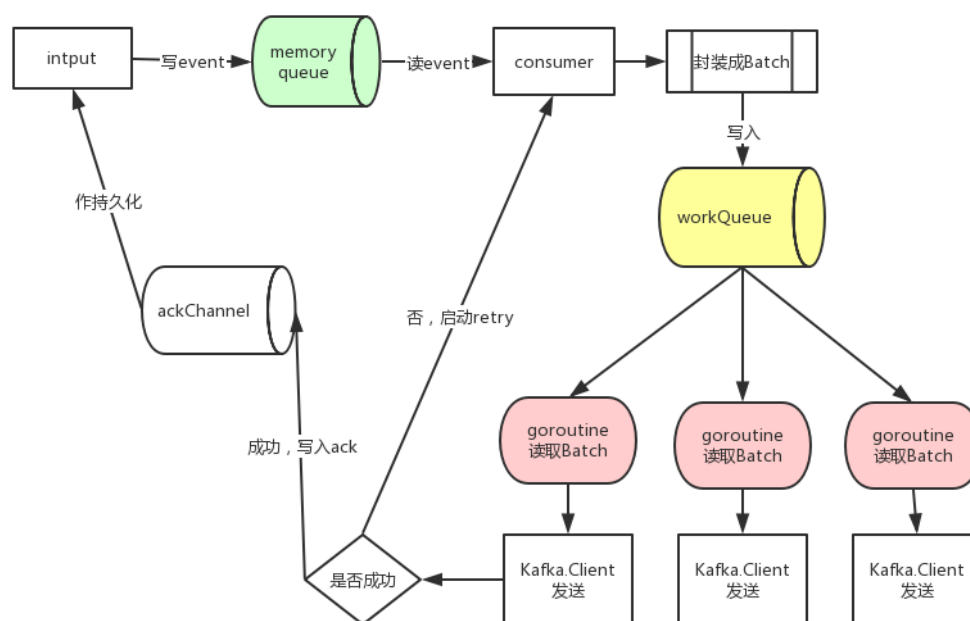 intput
写event
memory
queue
读event
consumer
封装成Batch
写入
workQueue
作持久化
ackChannel
否，启动retry
成功，写入ack
goroutine
读取Batch
goroutine
读取Batch
goroutine
读取Batch
是否成功
Kafka.Client
发送
Kafka.Client
发送
Kafka.Client
发送